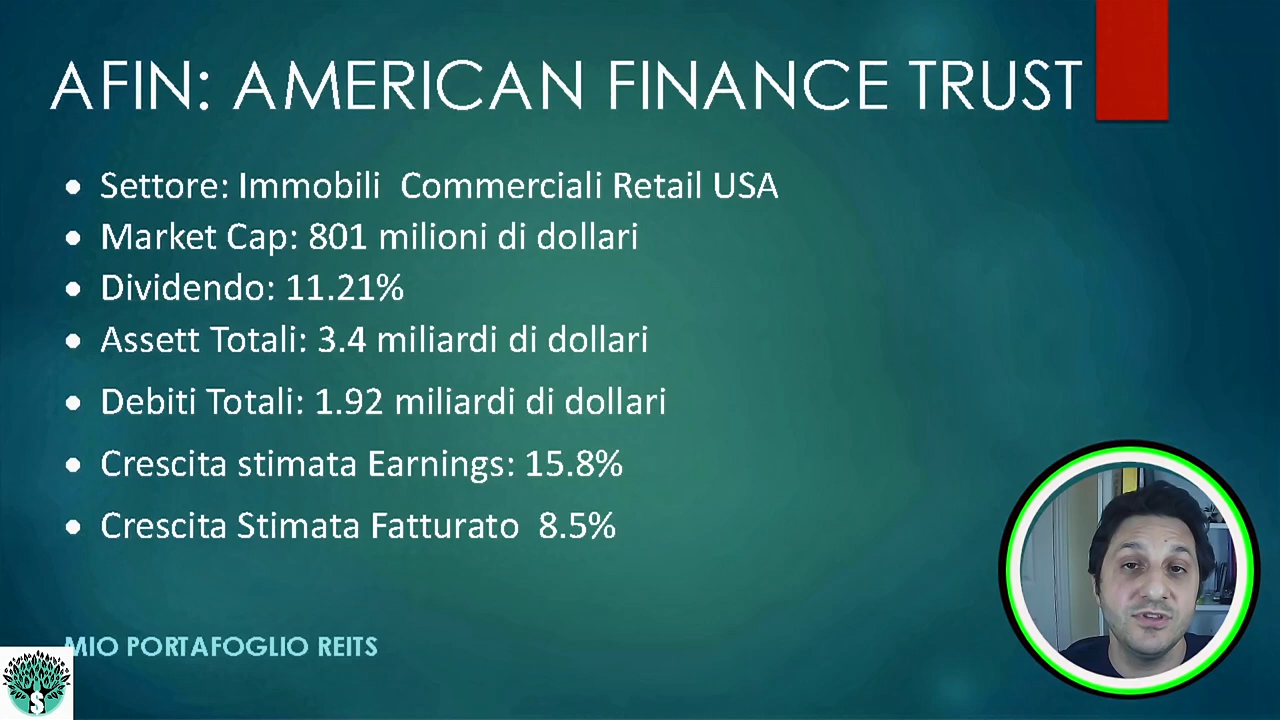 AFIN: AMERICAN FINANCE TRUST
• Settore: Immobili Commerciali Retail USA
• Market Cap: 801 milioni di dollari
• Dividendo: 11.21%
• Assett Totali: 3.4 miliardi di dollari
• Debiti Totali: 1.92 miliardi di dollari
• Crescita stimata Earnings: 15.8%
• Crescita Stimata Fatturato 8.5%
MIO PORTAFOGLIO REITS
$